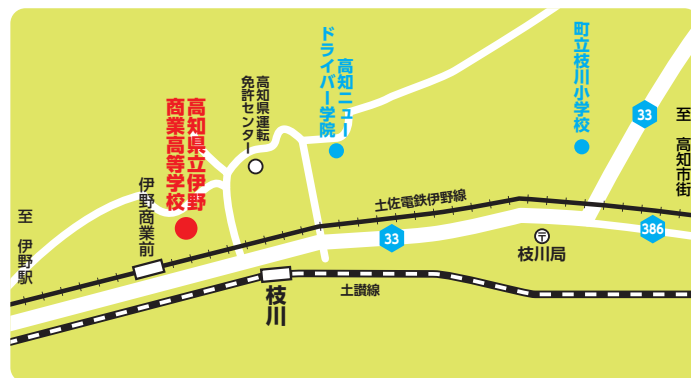 高知県立伊野
商業高等学校
高知県運転
免許センター
高知ニュー
ドライバー学院
町立枝川小学校
33
至 高知市街
伊野商業前
至 伊野駅
土佐電鉄伊野線
33
386
〒
枝川局
枝川
土讃線